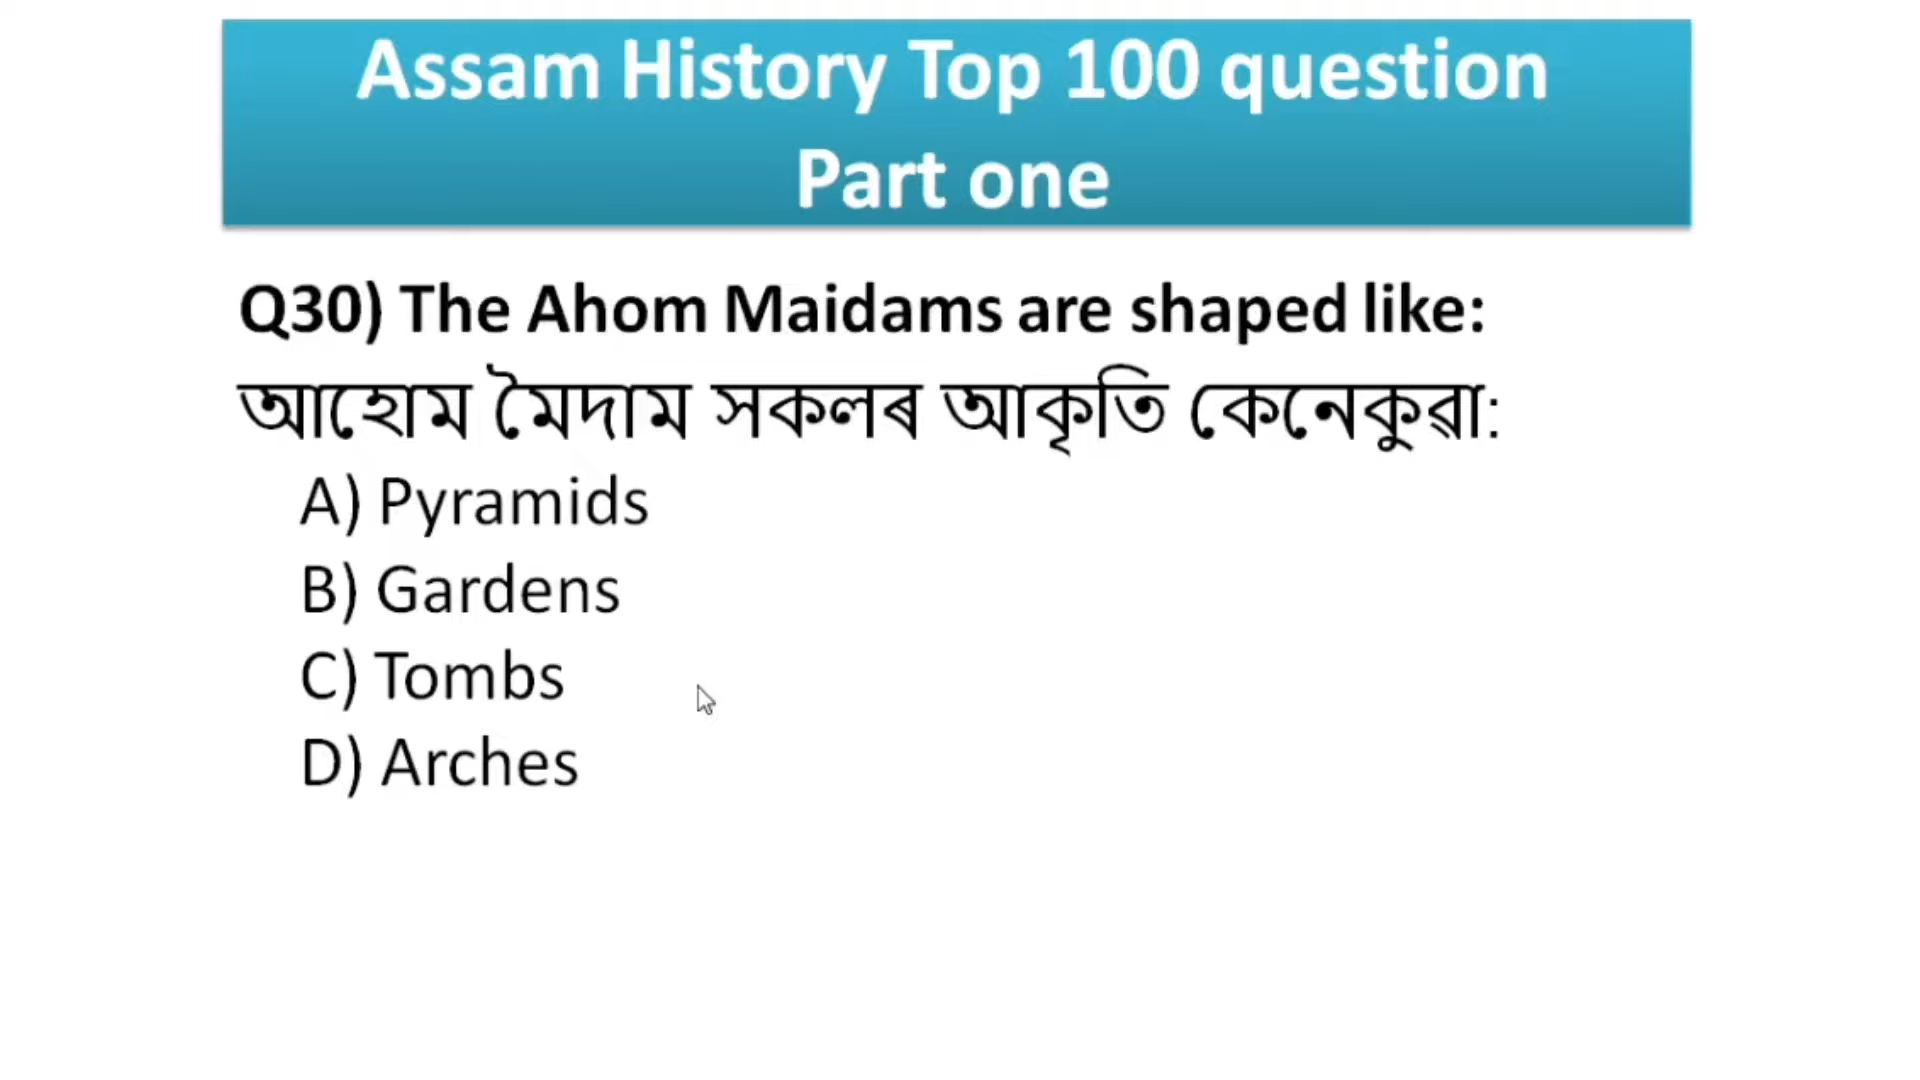 Assam History Top 100 question
Part one
Q30) The Ahom Maidams are shaped like:
আহোম মৈদাম সকলৰ আকৃতি কেনেকুৱা:
A) Pyramids
B) Gardens
C) Tombs
D) Arches